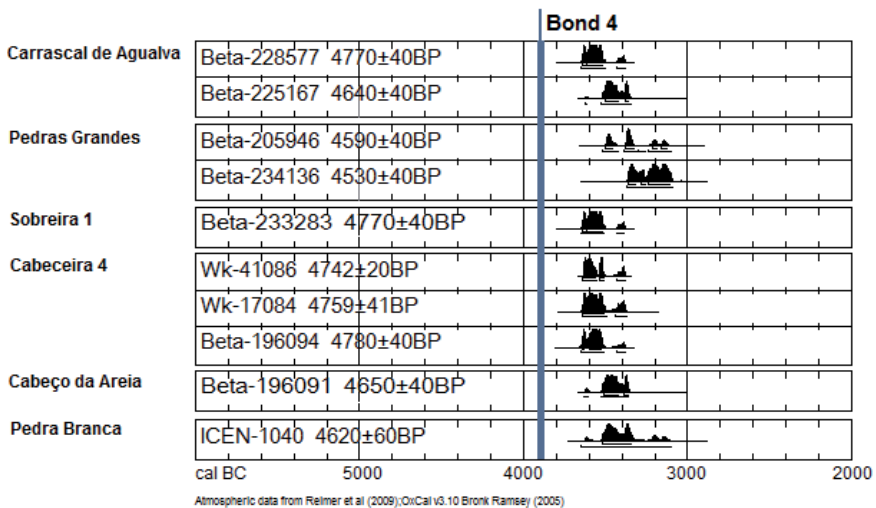 Bond 4
Carrascal de Agualva
Beta-228577 4770±40BP
Beta-225167 4640±40BP
Pedras Grandes
Beta-205946 4590±40BP
Beta-234136 4530±40BP
Sobreira 1
Beta-233283 4770±40BP
Cabeceira 4
Wk-41086 4742±20BP
Wk-17084 4759±41BP
Beta-196094 4780±40BP
Cabeço da Areia
Beta-196091 4650±40BP
Pedra Branca
ICEN-1040 4620±60BP
cal BC 5000 4000 3000 2000
Atmospheric data from Reimer et al (2009);OxCal v3.10 Bronk Ramsey (2005)